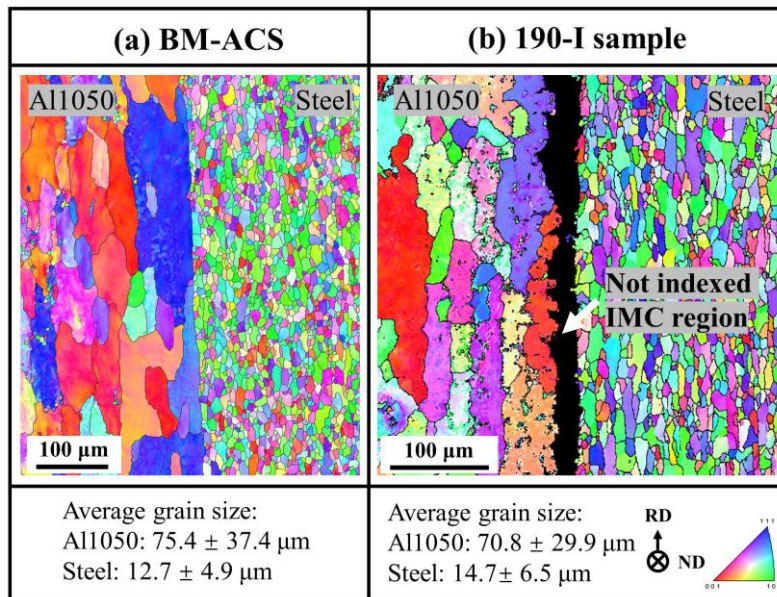 (a) BM-ACS
(b) 190-I sample
Al1050
Steel
100 μm
Al1050
Steel
Not indexed
IMC region
100 μm
Average grain size:
Al1050: 75.4 ± 37.4 μm
Steel: 12.7 ± 4.9 μm
Average grain size:
Al1050: 70.8 ± 29.9 μm
Steel: 14.7± 6.5 μm
RD
ND
111
001